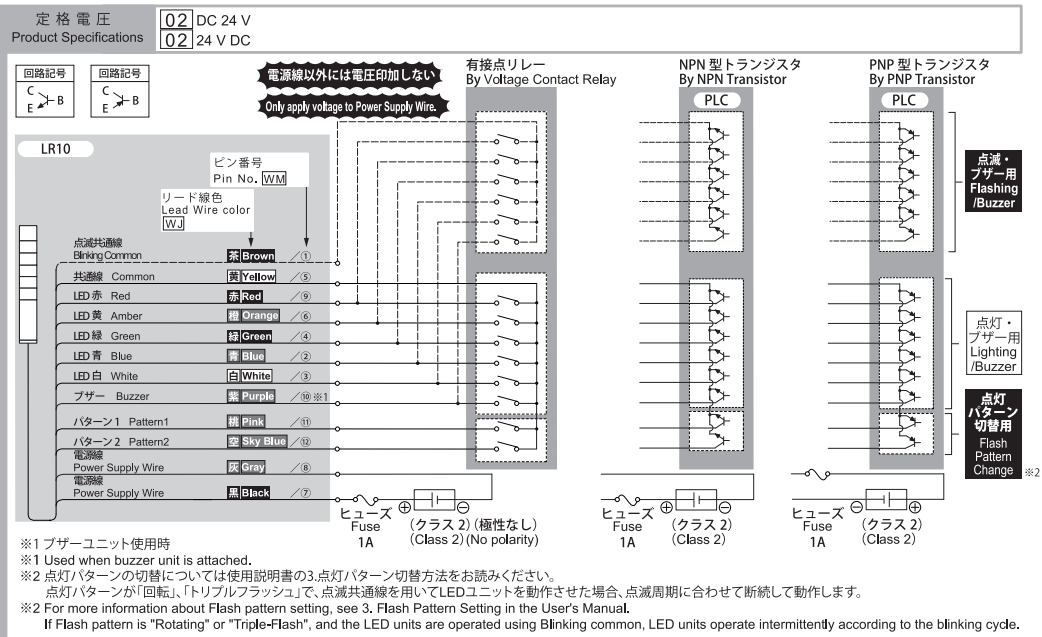 定格電圧
Product Specifications
02 DC 24 V
02 24 V DC
回路記号
C
E
B
回路記号
C
E
B
電源線以外には電圧印加しない
Only apply voltage to Power Supply Wire.
有接点リレー
By Voltage Contact Relay
NPN 型トランジスタ
By NPN Transistor
PLC
PNP 型トランジスタ
By PNP Transistor
PLC
LR10
ピン番号
Pin No. WM
リード線色
Lead Wire color
WJ
点滅共通線
Blinking Common 茶 Brown /①
共通線 Common 黄 Yellow /⑤
LED 赤 Red 赤 Red /⑨
LED 黄 Amber 橙 Orange /⑥
LED 緑 Green 緑 Green /④
LED 青 Blue 青 Blue /②
LED 白 White 白 White /③
ブザー Buzzer 紫 Purple /⑩ ※1
パターン 1 Pattern1 桃 Pink /⑪
パターン 2 Pattern2 空 Sky Blue /⑫
電源線
Power Supply Wire 灰 Gray /⑧
電源線
Power Supply Wire 黒 Black /⑦
点滅・
ブザー用
Flashing
/Buzzer
点灯・
ブザー用
Lighting
/Buzzer
点灯
パターン
切替用
Flash
Pattern
Change ※2
ヒューズ
Fuse
1A
⊕ ⊖
(クラス 2) (極性なし)
(Class 2) (No polarity)
ヒューズ
Fuse
1A
⊕ ⊖
(クラス 2)
(Class 2)
ヒューズ
Fuse
1A
⊕ ⊖
(クラス 2)
(Class 2)
※1 ブザーユニット使用時
※1 Used when buzzer unit is attached.
※2 点灯パターンの切替については使用説明書の3.点灯パターン切替方法をお読みください。
点灯パターンが「回転」、「トリプルフラッシュ」で、点滅共通線を用いてLEDユニットを動作させた場合、点滅周期に合わせて断続して動作します。
※2 For more information about Flash pattern setting, see 3. Flash Pattern Setting in the User's Manual.
If Flash pattern is "Rotating" or "Triple-Flash", and the LED units are operated using Blinking common, LED units operate intermittently according to the blinking cycle.